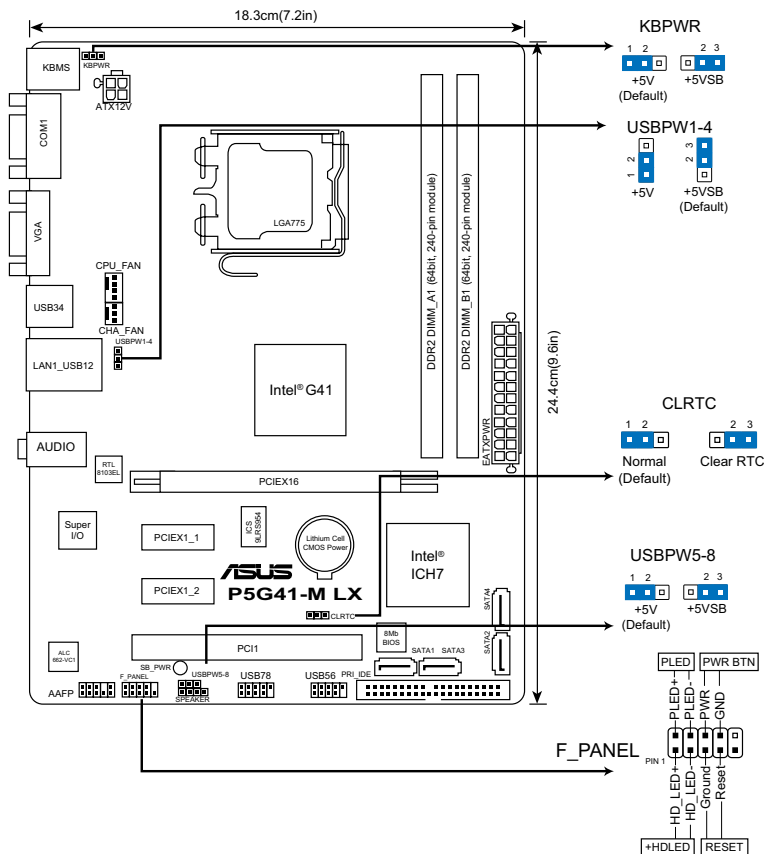 18.3cm(7.2in)
KBPWR
1 2
2 3
+5V
(Default)
+5VSB
USBPW1-4
2
1
3
2
+5V
+5VSB
(Default)
KBMS
KBPWR
ATX12V
COM1
VGA
LGA775
CPU_FAN
CHA_FAN
USBPW1-4
USB34
LAN1_USB12
AUDIO
DDR2 DIMM_A1 (64bit, 240-pin module)
DDR2 DIMM_B1 (64bit, 240-pin module)
EATXPWR
24.4cm(9.6in)
Intel® G41
RTL
8103EL
PCIEX16
CLRTC
1 2
2 3
Normal
(Default)
Clear RTC
Super
I/O
PCIEX1_1
ICS
9LRS954
Lithium Cell
CMOS Power
Intel®
ICH7
PCIEX1_2
ASUS
P5G41-M LX
CLRTC
SATA4
SATA2
USBPW5-8
1 2
2 3
+5V
(Default)
+5VSB
PCI1
8Mb
BIOS
SATA1
SATA3
ALC
662-VC1
SB_PWR
AAFP
F_PANEL
USBPW5-8
SPEAKER
USB78
USB56
PRI_IDE
F_PANEL
PLED
PWR BTN
PLED+
PLED-
PWR
GND
PIN 1
HD_LED+
HD_LED-
Ground
Reset
+HDLED
RESET